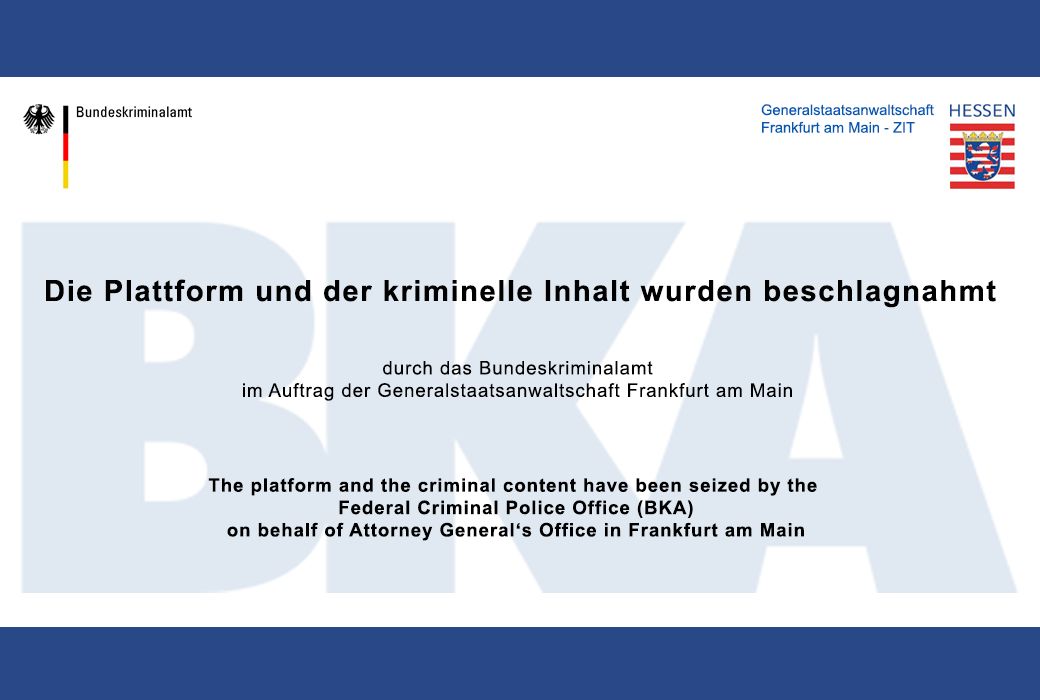 Bundeskriminalamt
Generalstaatsanwaltschaft
Frankfurt am Main - ZIT
HESSEN
BKA
Die Plattform und der kriminelle Inhalt wurden beschlagnahmt
durch das Bundeskriminalamt
im Auftrag der Generalstaatsanwaltschaft Frankfurt am Main
The platform and the criminal content have been seized by the
Federal Criminal Police Office (BKA)
on behalf of Attorney General‘s Office in Frankfurt am Main